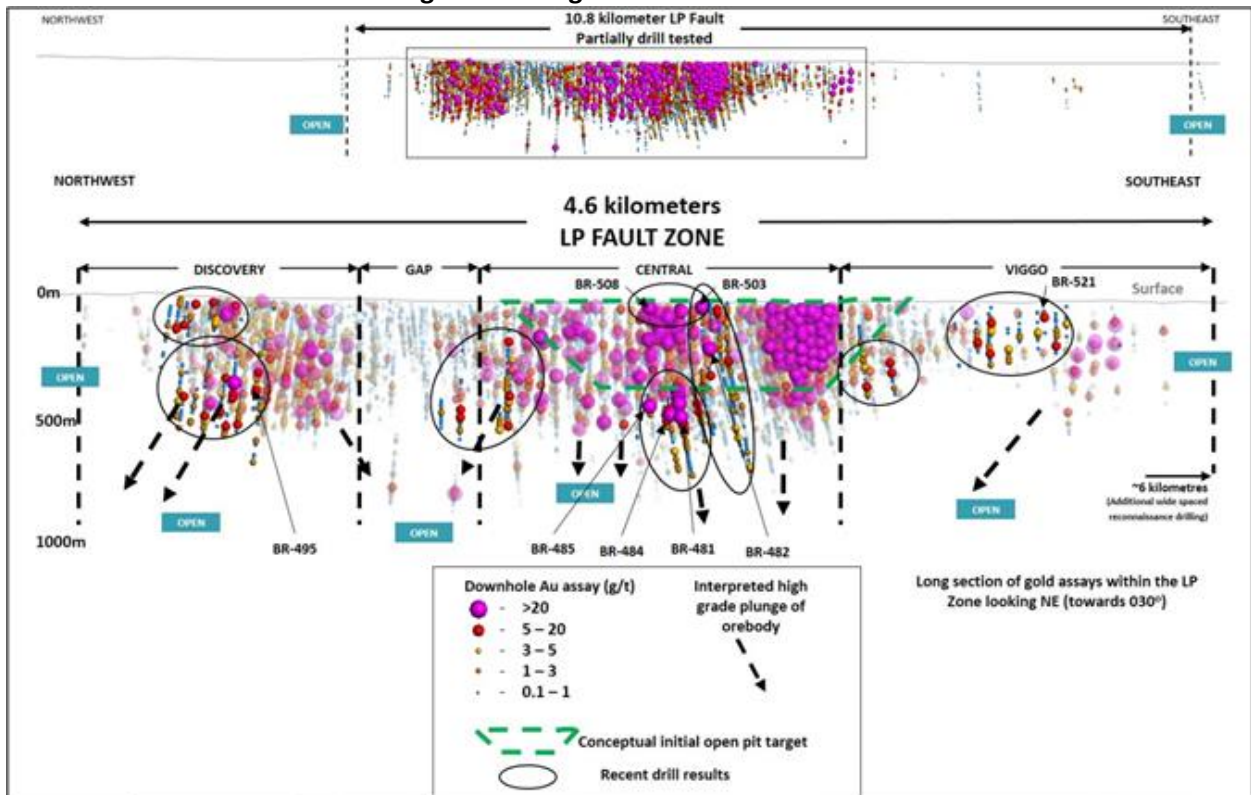 NORTHWEST
SOUTHEAST
10.8 kilometer LP Fault
Partially drill tested
OPEN
OPEN
NORTHWEST
SOUTHEAST
4.6 kilometers
LP FAULT ZONE
DISCOVERY
GAP
CENTRAL
VIGGO
BR-508
BR-503
BR-521
0m
Surface
OPEN
OPEN
500m
OPEN
~6 kilometres
(Additional wide spaced
reconnaissance drilling)
OPEN
OPEN
OPEN
1000m
BR-495
BR-485
BR-484
BR-481
BR-482
Downhole Au assay (g/t)
- >20
- 5 – 20
- 3 – 5
- 1 – 3
- 0.1 – 1
Interpreted high
grade plunge of
orebody
Long section of gold assays within the LP
Zone looking NE (towards 030°)
Conceptual initial open pit target
Recent drill results